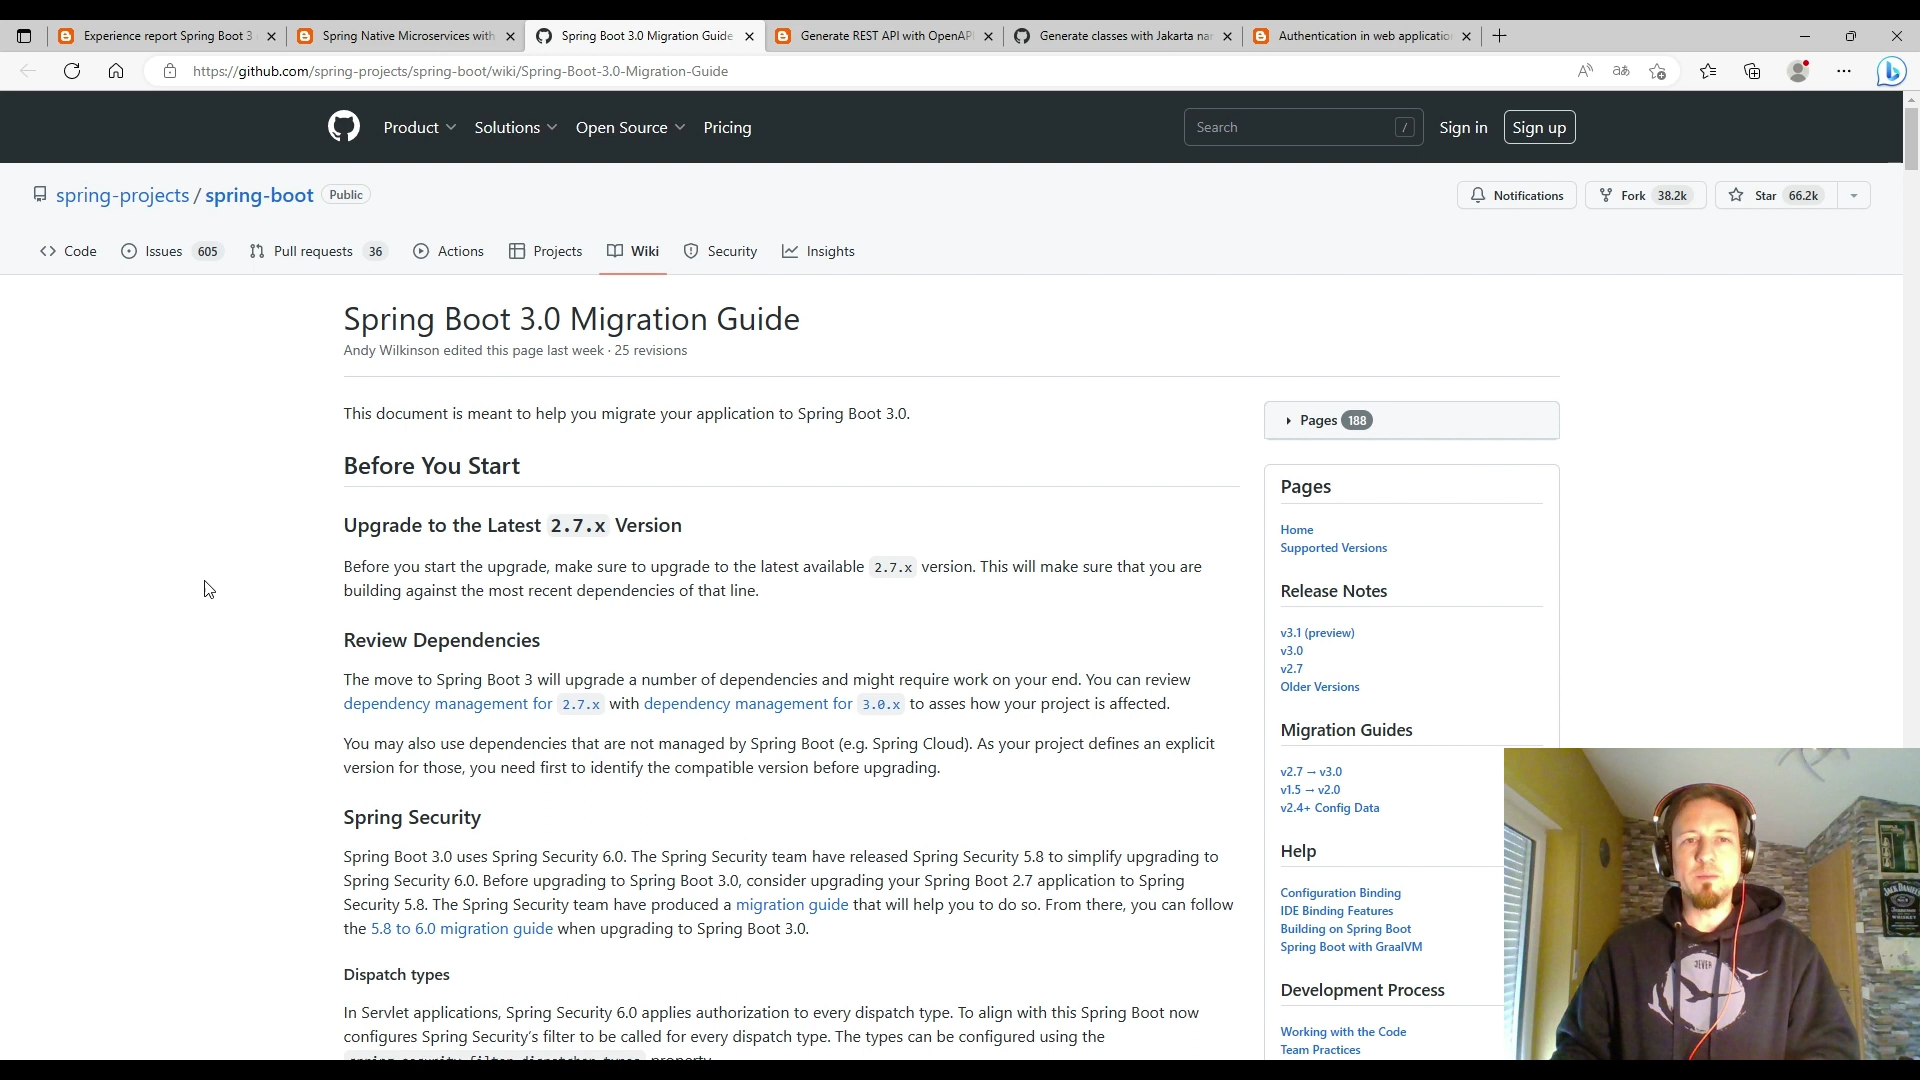 Experience report Spring Boot 3
Spring Native Microservices with
Spring Boot 3.0 Migration Guide
Generate REST API with OpenAP
Generate classes with Jakarta nar
Authentication in web applicatio
https://github.com/spring-projects/spring-boot/wiki/Spring-Boot-3.0-Migration-Guide
Product
Solutions
Open Source
Pricing
Search
/
Sign in
Sign up
spring-projects / spring-boot Public
Notifications
Fork 38.2k
Star 66.2k
Code
Issues 605
Pull requests 36
Actions
Projects
Wiki
Security
Insights
Spring Boot 3.0 Migration Guide
Andy Wilkinson edited this page last week · 25 revisions
This document is meant to help you migrate your application to Spring Boot 3.0.
Before You Start
Upgrade to the Latest 2.7.x Version
Before you start the upgrade, make sure to upgrade to the latest available 2.7.x version. This will make sure that you are
building against the most recent dependencies of that line.
Review Dependencies
The move to Spring Boot 3 will upgrade a number of dependencies and might require work on your end. You can review
dependency management for 2.7.x with dependency management for 3.0.x to asses how your project is affected.
You may also use dependencies that are not managed by Spring Boot (e.g. Spring Cloud). As your project defines an explicit
version for those, you need first to identify the compatible version before upgrading.
Spring Security
Spring Boot 3.0 uses Spring Security 6.0. The Spring Security team have released Spring Security 5.8 to simplify upgrading to
Spring Security 6.0. Before upgrading to Spring Boot 3.0, consider upgrading your Spring Boot 2.7 application to Spring
Security 5.8. The Spring Security team have produced a migration guide that will help you to do so. From there, you can follow
the 5.8 to 6.0 migration guide when upgrading to Spring Boot 3.0.
Dispatch types
In Servlet applications, Spring Security 6.0 applies authorization to every dispatch type. To align with this Spring Boot now
configures Spring Security's filter to be called for every dispatch type. The types can be configured using the
spring.security.filter.dispatcher-types property.
Pages 188
Pages
Home
Supported Versions
Release Notes
v3.1 (preview)
v3.0
v2.7
Older Versions
Migration Guides
v2.7 → v3.0
v1.5 → v2.0
v2.4+ Config Data
Help
Configuration Binding
IDE Binding Features
Building on Spring Boot
Spring Boot with GraalVM
Development Process
Working with the Code
Team Practices
JACK DANIEL'S